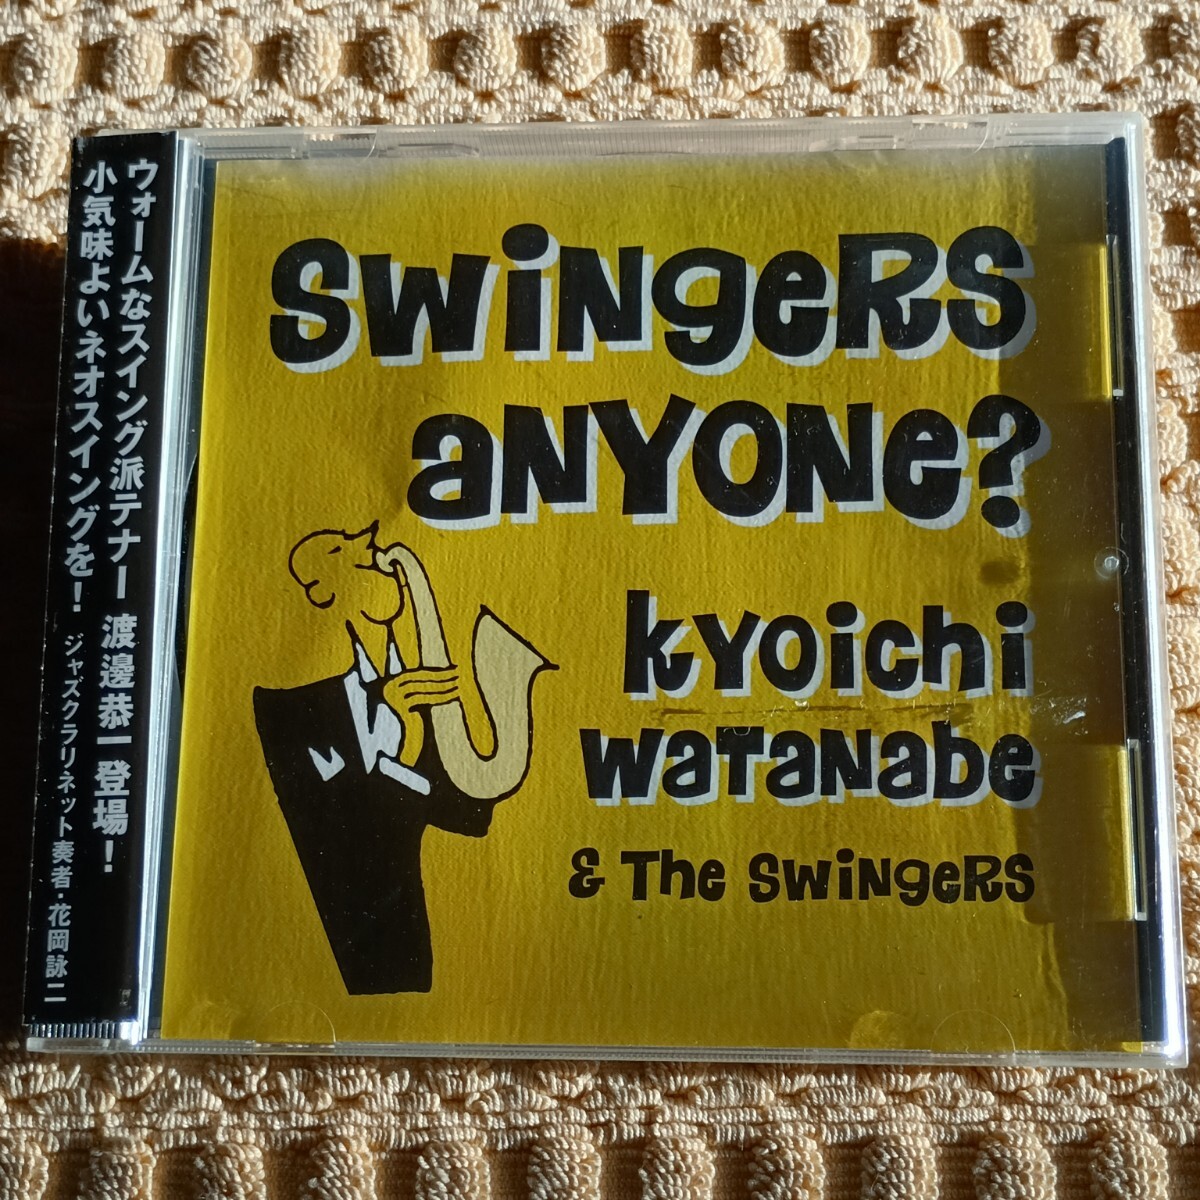 ウォームなスイング派テナー 渡邊恭一登場！
小気味よいネオスイングを！ ジャズクラリネット奏者・花岡詠二
SWiNGeRS
aNYONe?
KYOiChi
WaTaNabe
& The SWiNGeRS